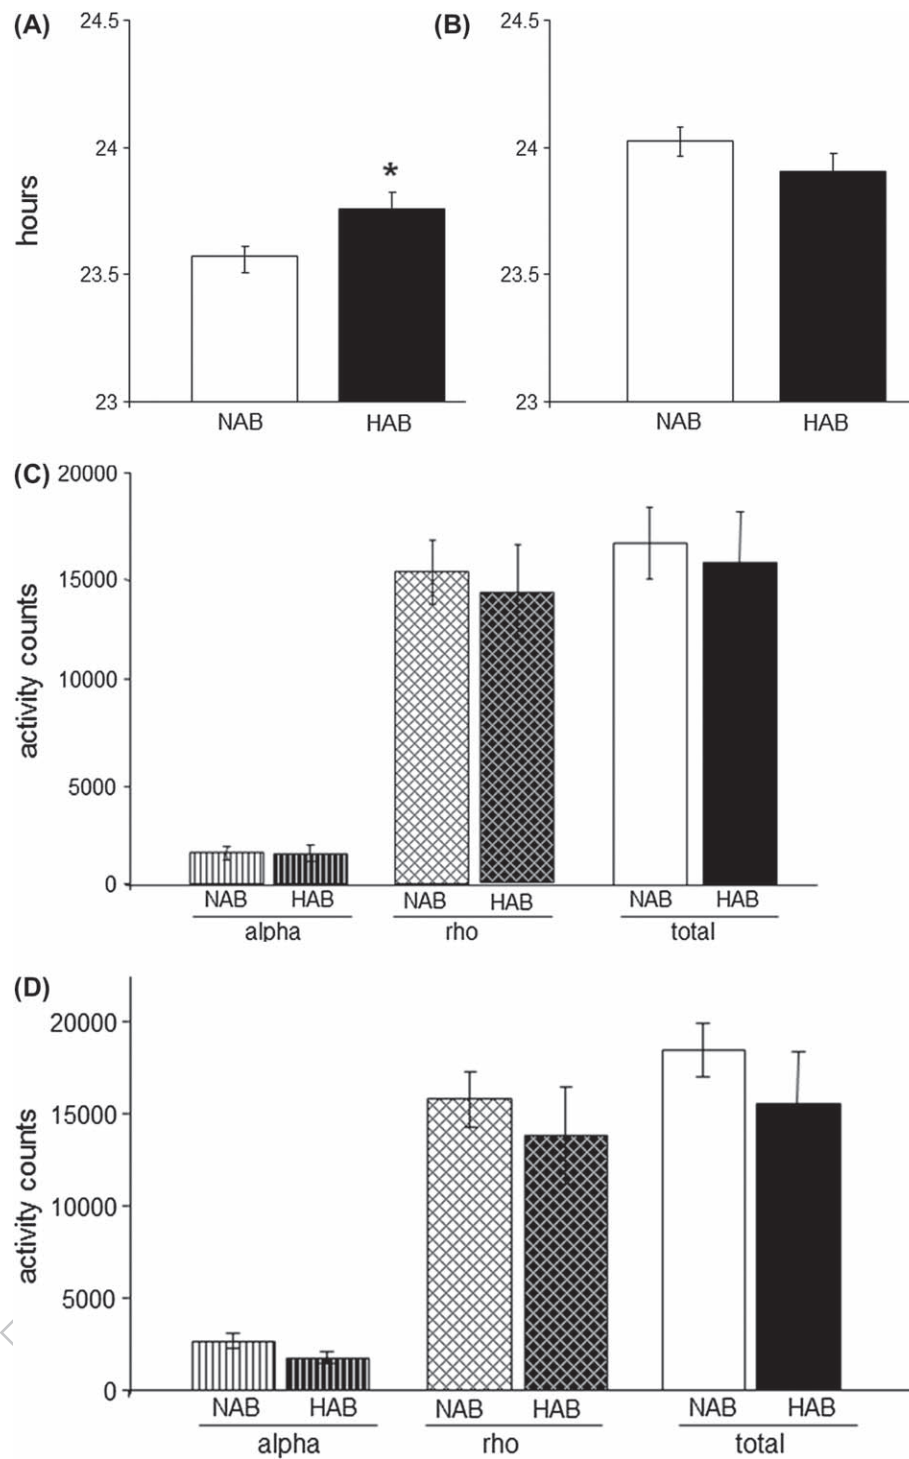 (A)
24.5
24
23.5
23
hours
*
NAB HAB
(B)
24.5
24
23.5
23
NAB HAB
(C)
20000
15000
10000
5000
0
activity counts
NAB HAB NAB HAB NAB HAB
alpha rho total
(D)
20000
15000
10000
5000
0
activity counts
NAB HAB NAB HAB NAB HAB
alpha rho total